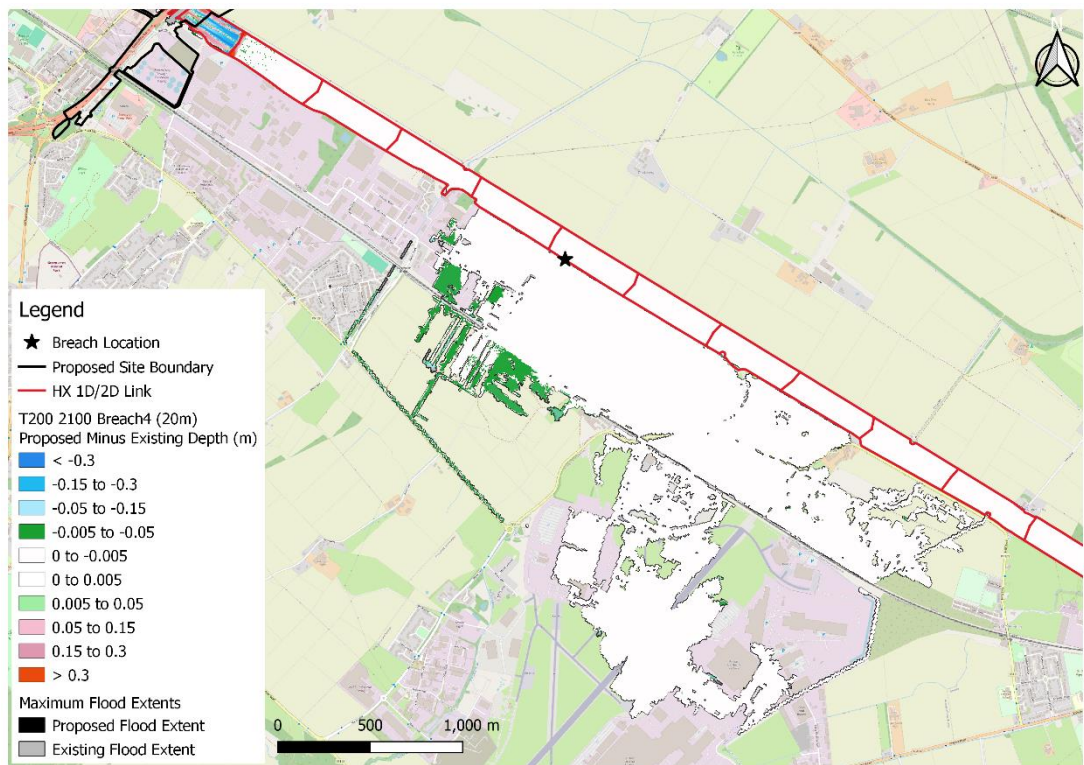 N
Legend
Breach Location
Proposed Site Boundary
HX 1D/2D Link
T200 2100 Breach4 (20m)
Proposed Minus Existing Depth (m)
< -0.3
-0.15 to -0.3
-0.05 to -0.15
-0.005 to -0.05
0 to -0.005
0 to 0.005
0.005 to 0.05
0.05 to 0.15
0.15 to 0.3
> 0.3
Maximum Flood Extents
Proposed Flood Extent
Existing Flood Extent
0 500 1,000 m